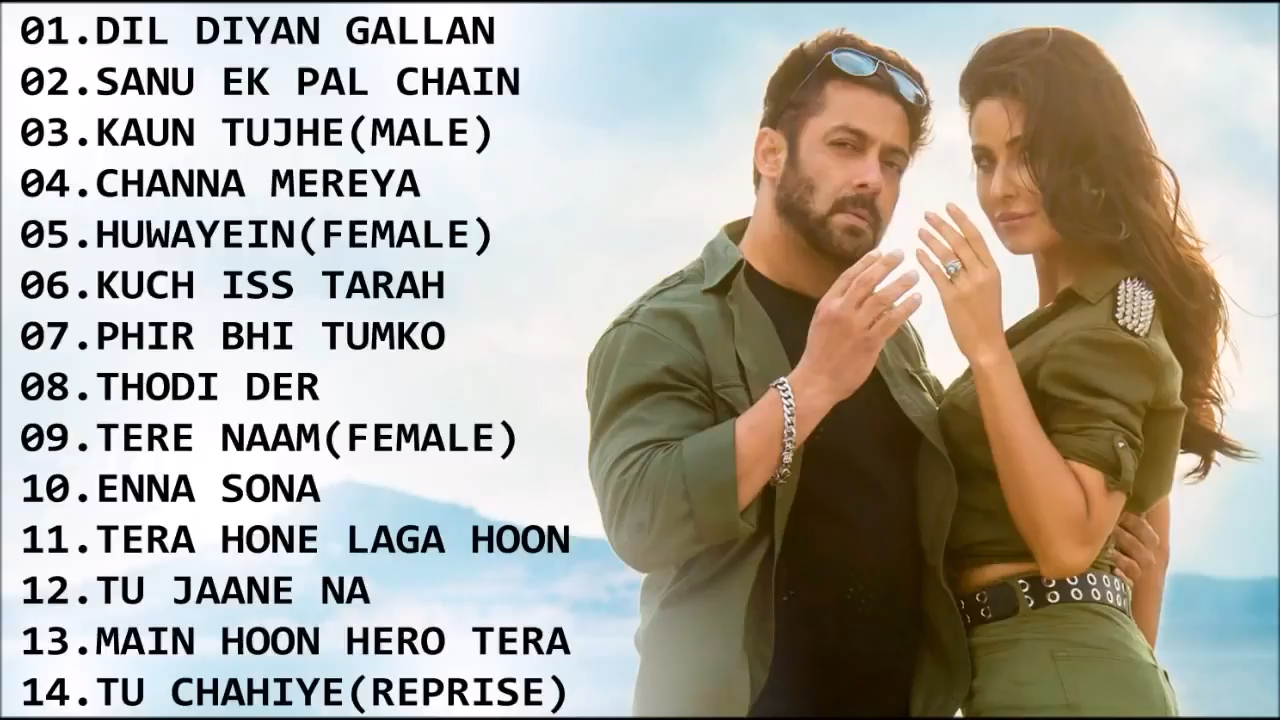 01.DIL DIYAN GALLAN
02.SANU EK PAL CHAIN
03.KAUN TUJHE(MALE)
04.CHANNA MEREYA
05.HUWAYEIN(FEMALE)
06.KUCH ISS TARAH
07.PHIR BHI TUMKO
08.THODI DER
09.TERE NAAM(FEMALE)
10.ENNA SONA
11.TERA HONE LAGA HOON
12.TU JAANE NA
13.MAIN HOON HERO TERA
14.TU CHAHIYE(REPRISE)